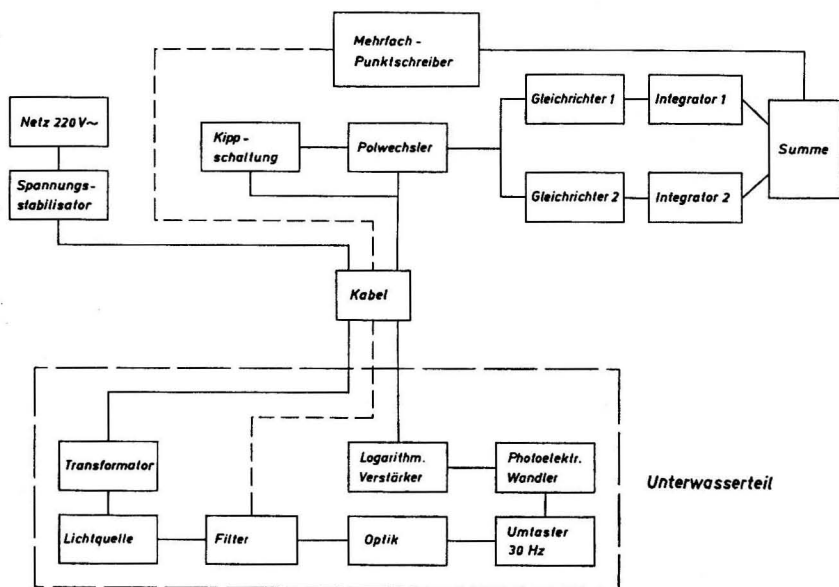 Mehrfach -
Punktschreiber
Netz 220 V~
Spannungs-
stabilisator
Kipp -
schaltung
Polwechsler
Gleichrichter 1
Integrator 1
Gleichrichter 2
Integrator 2
Summe
Kabel
Transformator
Logarithm.
Verstärker
Photoelektr.
Wandler
Lichtquelle
Filter
Optik
Umtaster
30 Hz
Unterwasserteil